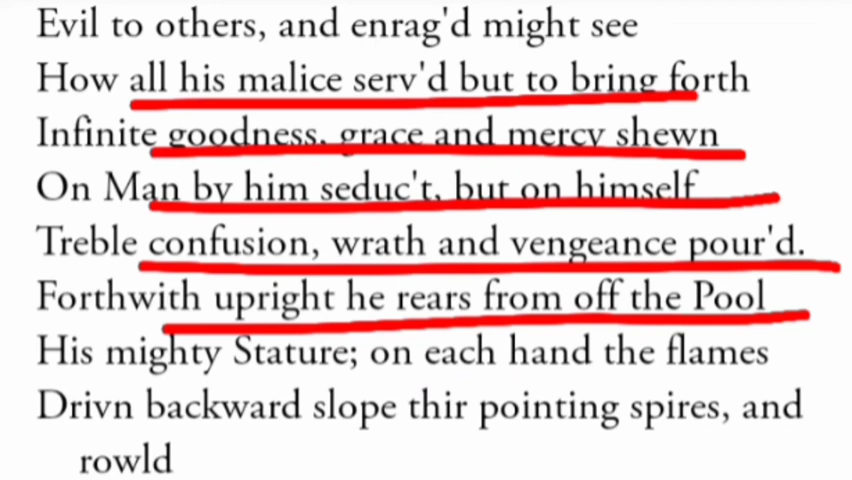 Evil to others, and enrag'd might see
How all his malice serv'd but to bring forth
Infinite goodness, grace and mercy shewn
On Man by him seduc't, but on himself
Treble confusion, wrath and vengeance pour'd.
Forthwith upright he rears from off the Pool
His mighty Stature; on each hand the flames
Drivn backward slope thir pointing spires, and
rowld